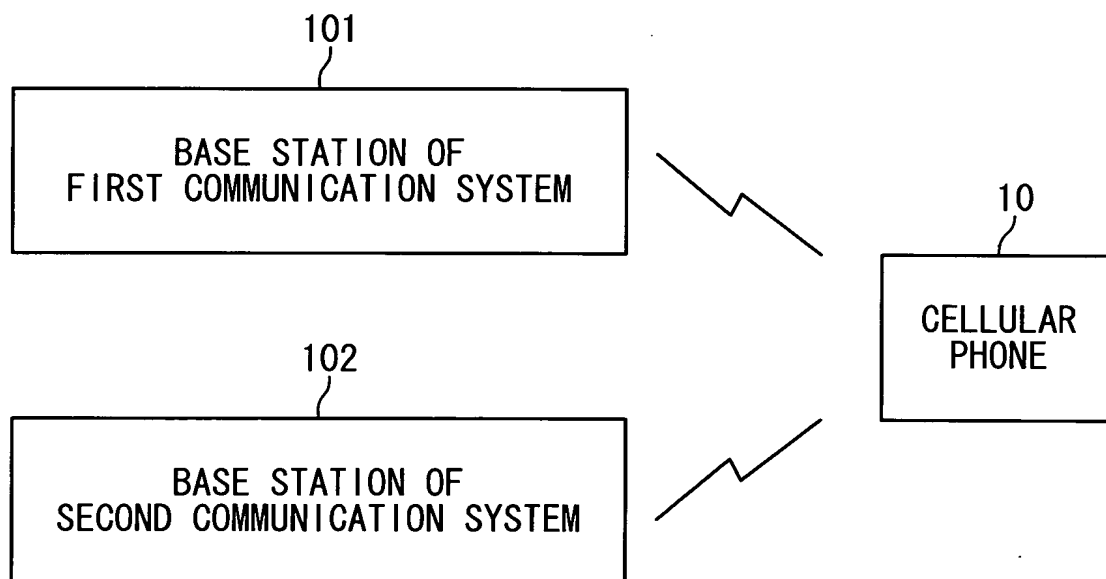 101
BASE STATION OF
FIRST COMMUNICATION SYSTEM
10
CELLULAR
PHONE
102
BASE STATION OF
SECOND COMMUNICATION SYSTEM